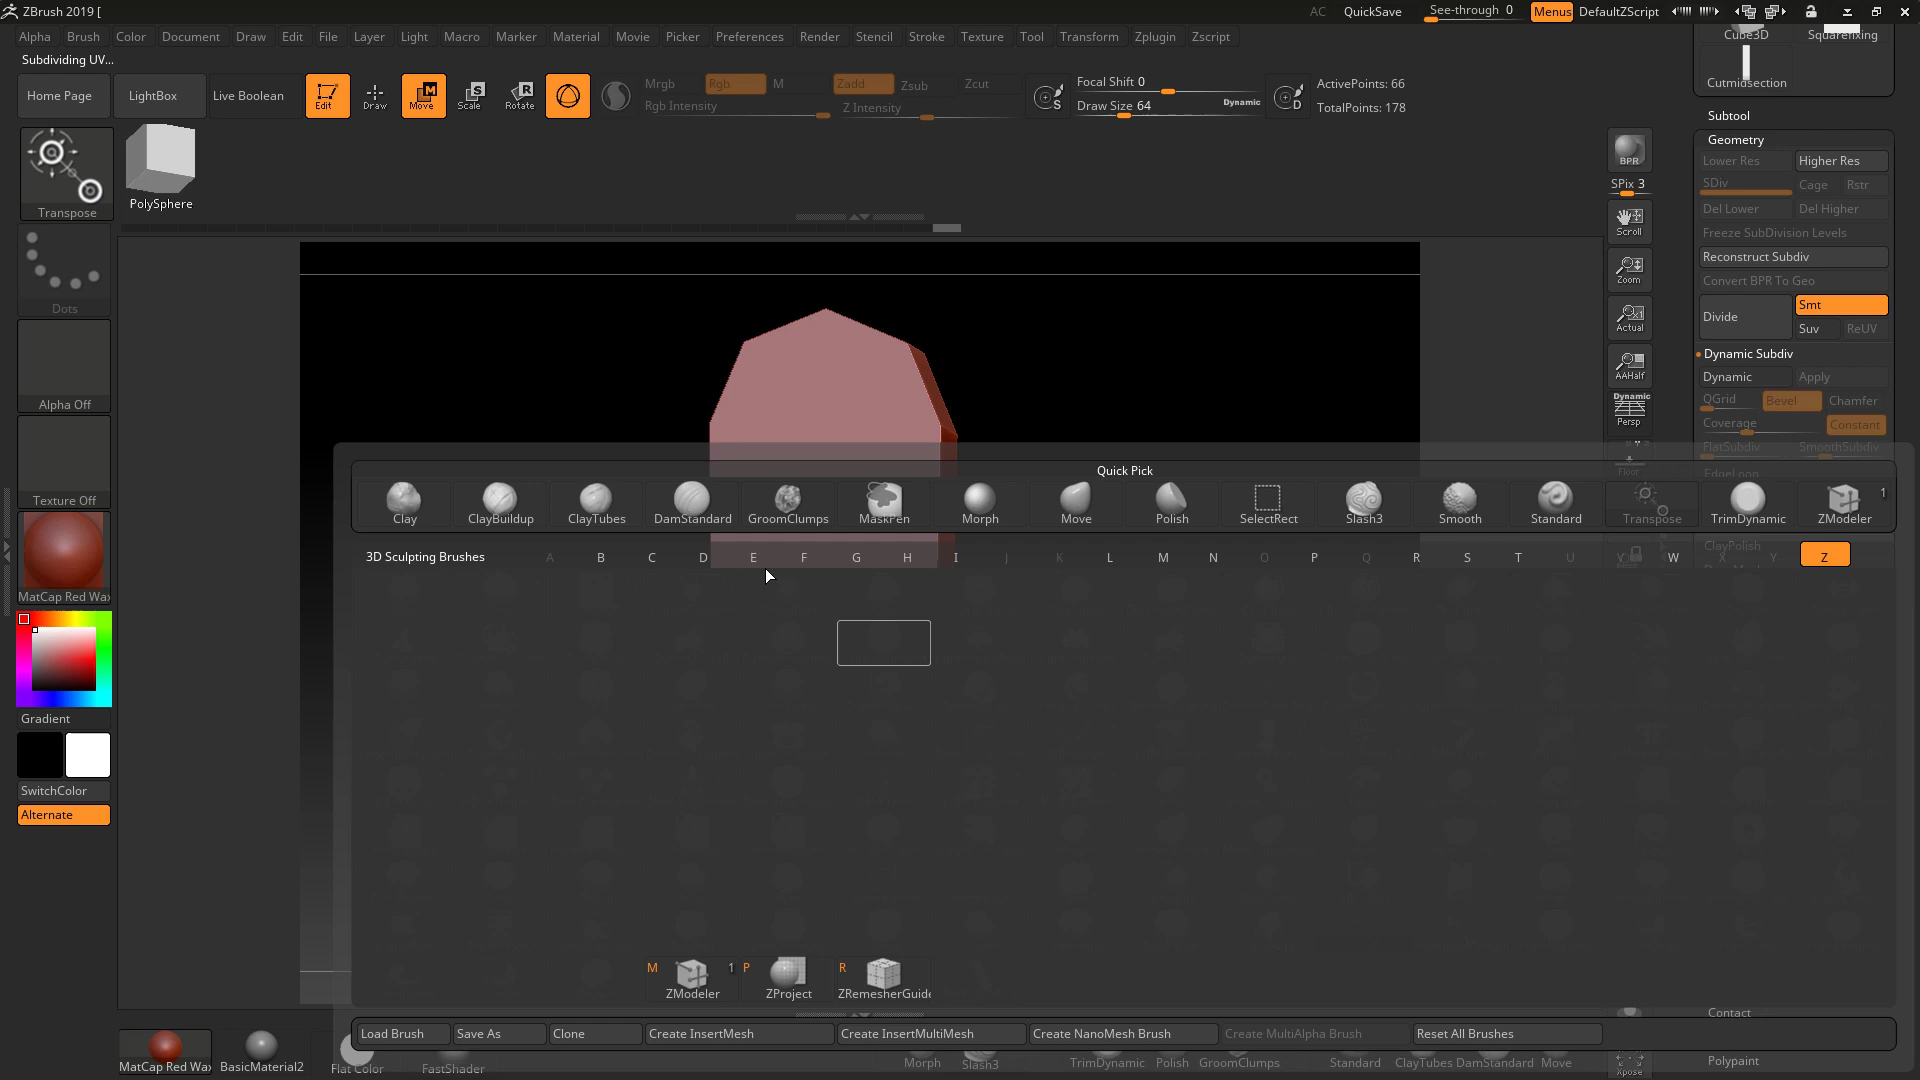 ZBrush 2019 [
AC QuickSave See-through 0 Menus DefaultZScript
Alpha Brush Color Document Draw Edit File Layer Light Macro Marker Material Movie Picker Preferences Render Stencil Stroke Texture Tool Transform Zplugin Zscript
Cube3D Squarefixing
Subdividing UV...
Cutmidsection
Home Page LightBox Live Boolean Edit Draw Move Scale Rotate
Mrgb Rgb M Zadd Zsub Zcut
Rgb Intensity Z Intensity
Focal Shift 0
Draw Size 64 Dynamic
ActivePoints: 66
TotalPoints: 178
Subtool
Geometry
Lower Res Higher Res
SDiv Cage Rstr
Del Lower Del Higher
Freeze SubDivision Levels
Reconstruct Subdiv
Convert BPR To Geo
Divide Smt
Suv ReUV
Dynamic Subdiv
Dynamic Apply
QGrid Bevel Chamfer
Coverage Constant
FlatSubdiv SmoothSubdiv
EdgeLoop
ClayPolish
Transpose
PolySphere
Dots
Alpha Off
Texture Off
MatCap Red Wax
Gradient
SwitchColor
Alternate
BPR
SPix 3
Scroll
Zoom
Actual
AAHalf
Dynamic
Persp
Floor
Quick Pick
Clay ClayBuildup ClayTubes DamStandard GroomClumps MaskPen Morph Move Polish SelectRect Slash3 Smooth Standard Transpose TrimDynamic ZModeler 1
3D Sculpting Brushes A B C D E F G H I J K L M N O P Q R S T U V W X Y Z
M 1 P R
ZModeler ZProject ZRemesherGuide
Load Brush Save As Clone Create InsertMesh Create InsertMultiMesh Create NanoMesh Brush Create MultiAlpha Brush Reset All Brushes
MatCap Red Wax BasicMaterial2 Flat Color FastShader Morph Slash3 TrimDynamic Polish GroomClumps Standard ClayTubes DamStandard Move Xpose
Contact
Polypaint